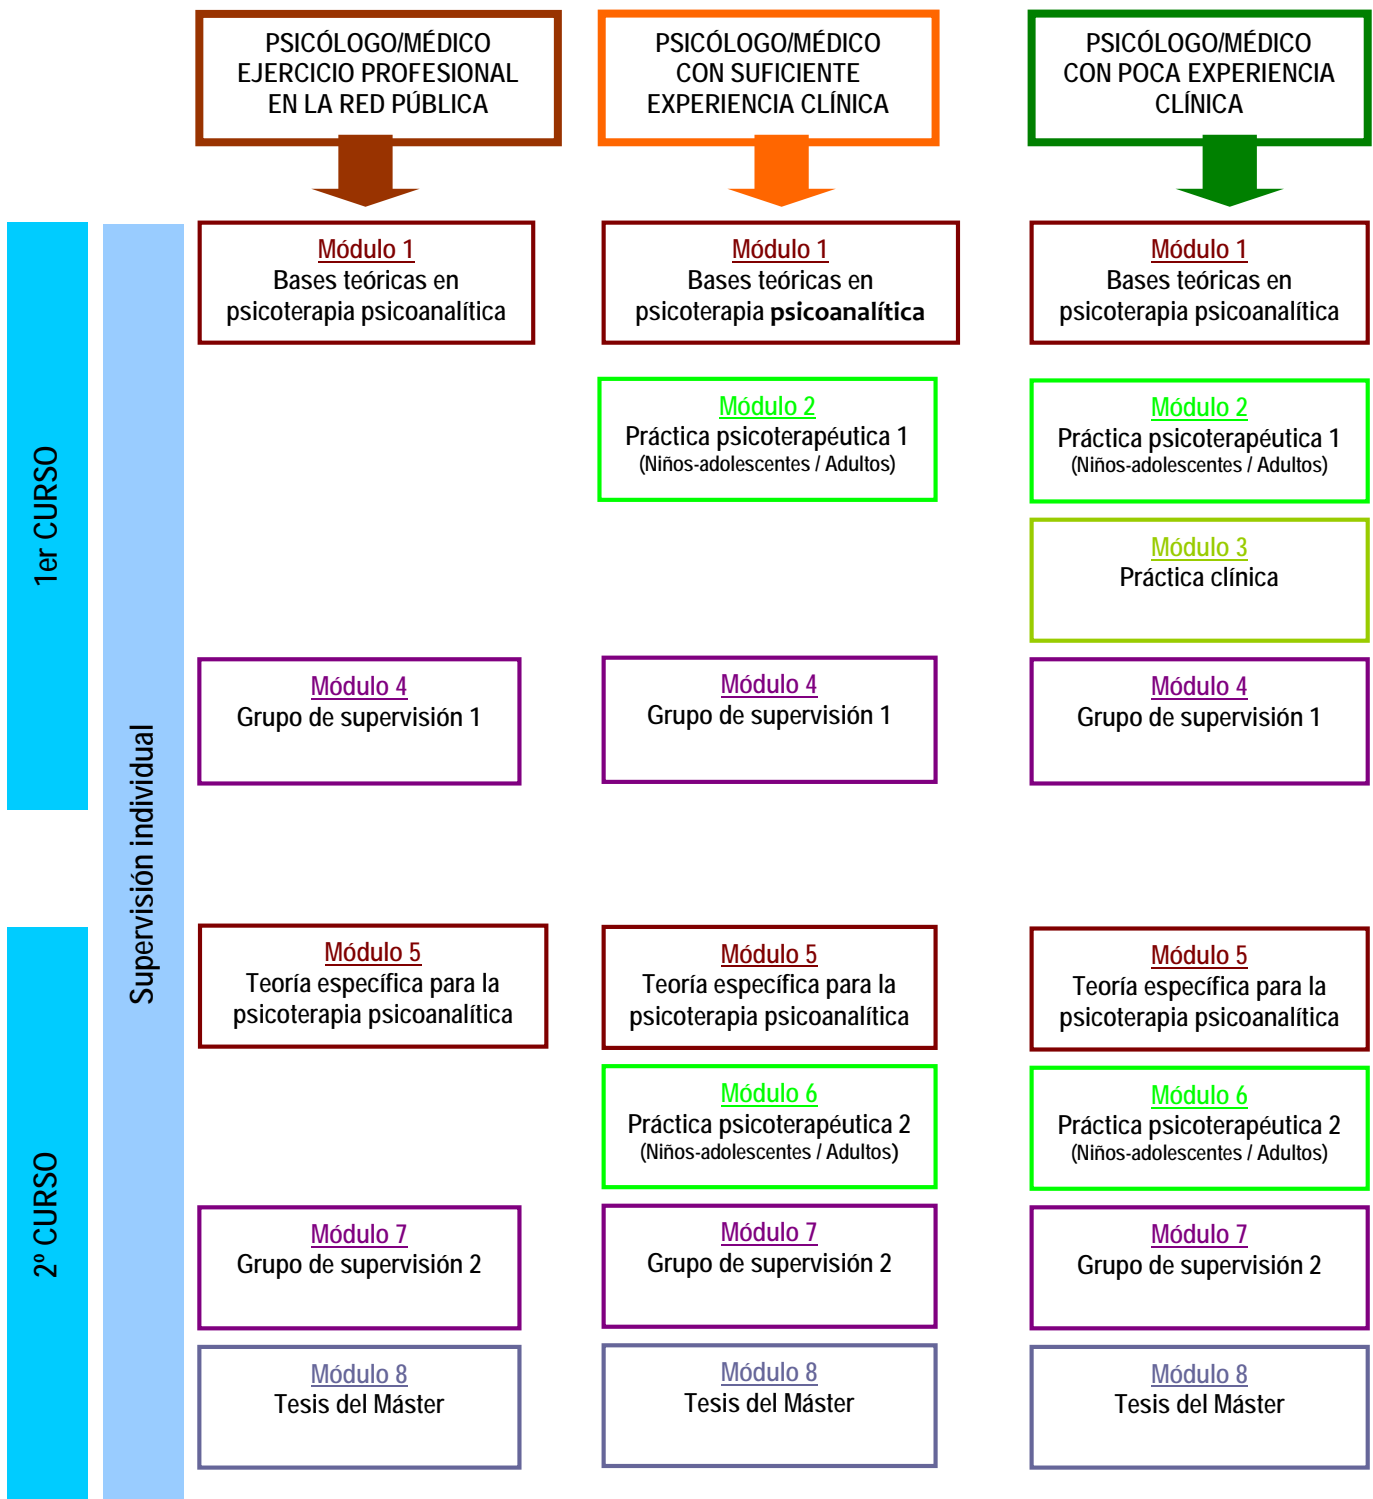 PSICÓLOGO/MÉDICO
EJERCICIO PROFESIONAL
EN LA RED PÚBLICA
PSICÓLOGO/MÉDICO
CON SUFICIENTE
EXPERIENCIA CLÍNICA
PSICÓLOGO/MÉDICO
CON POCA EXPERIENCIA
CLÍNICA
1er CURSO
Supervisión individual
Módulo 1
Bases teóricas en
psicoterapia psicoanalítica
Módulo 1
Bases teóricas en
psicoterapia psicoanalítica
Módulo 1
Bases teóricas en
psicoterapia psicoanalítica
Módulo 2
Práctica psicoterapéutica 1
(Niños-adolescentes / Adultos)
Módulo 2
Práctica psicoterapéutica 1
(Niños-adolescentes / Adultos)
Módulo 3
Práctica clínica
Módulo 4
Grupo de supervisión 1
Módulo 4
Grupo de supervisión 1
Módulo 4
Grupo de supervisión 1
2º CURSO
Módulo 5
Teoría específica para la
psicoterapia psicoanalítica
Módulo 5
Teoría específica para la
psicoterapia psicoanalítica
Módulo 5
Teoría específica para la
psicoterapia psicoanalítica
Módulo 6
Práctica psicoterapéutica 2
(Niños-adolescentes / Adultos)
Módulo 6
Práctica psicoterapéutica 2
(Niños-adolescentes / Adultos)
Módulo 7
Grupo de supervisión 2
Módulo 7
Grupo de supervisión 2
Módulo 7
Grupo de supervisión 2
Módulo 8
Tesis del Máster
Módulo 8
Tesis del Máster
Módulo 8
Tesis del Máster